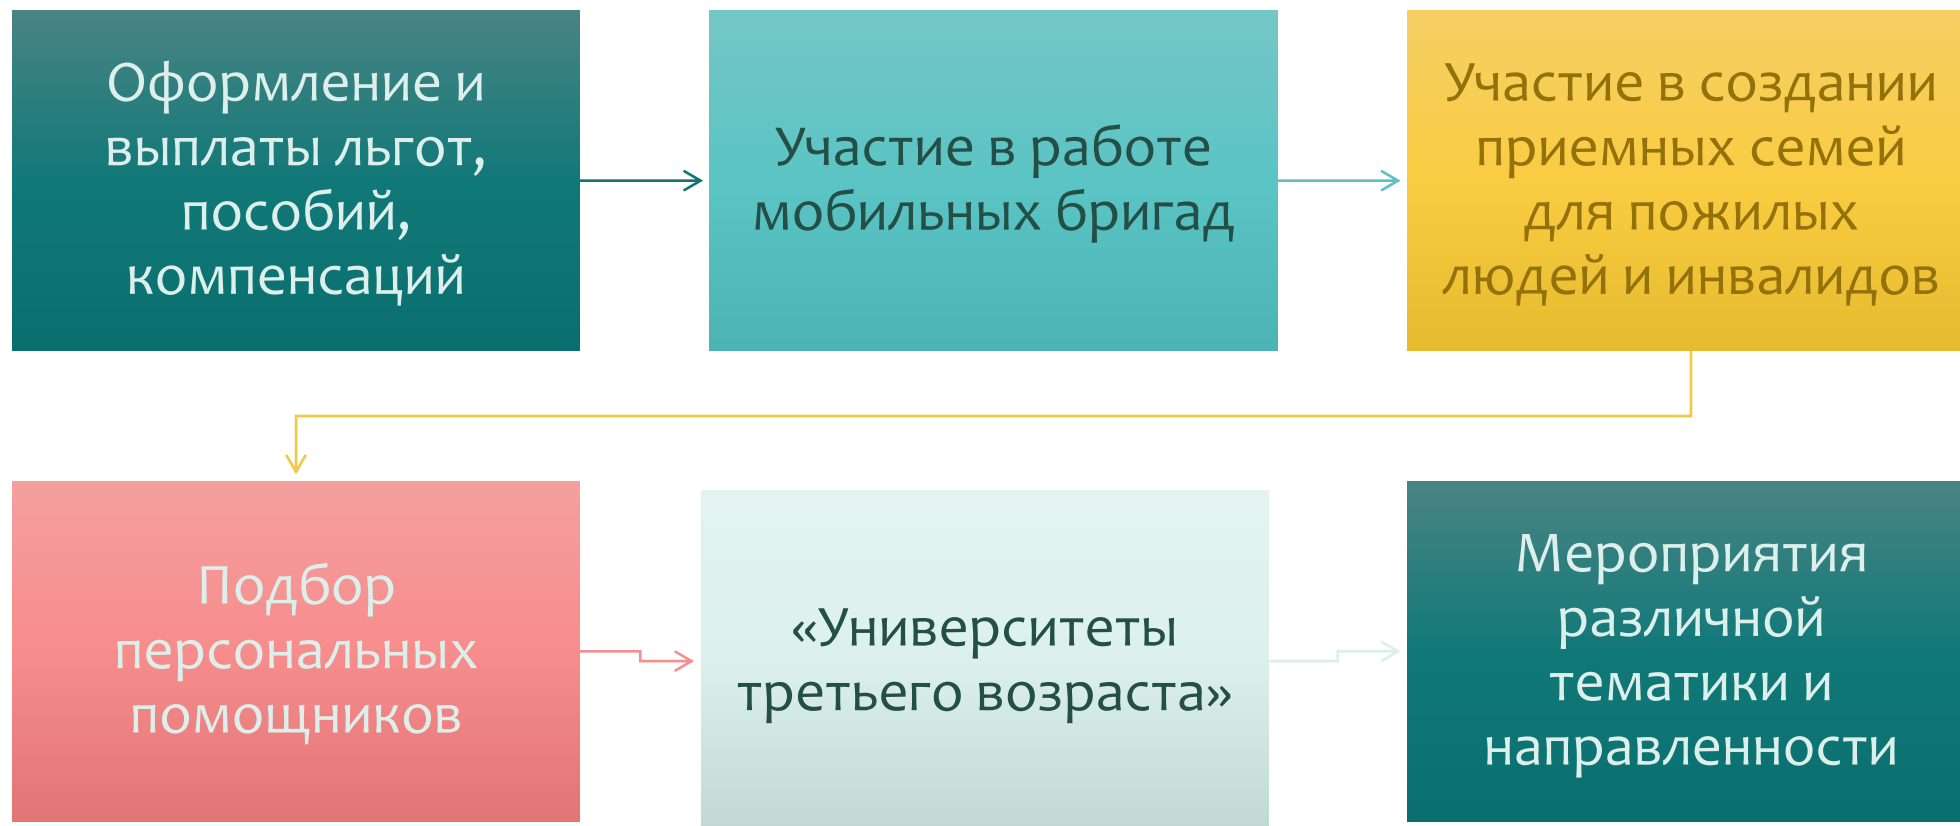 Оформление и
выплаты льгот,
пособий,
компенсаций
Участие в работе
мобильных бригад
Участие в создании
приемных семей
для пожилых
людей и инвалидов
Подбор
персональных
помощников
«Университеты
третьего возраста»
Мероприятия
различной
тематики и
направленности